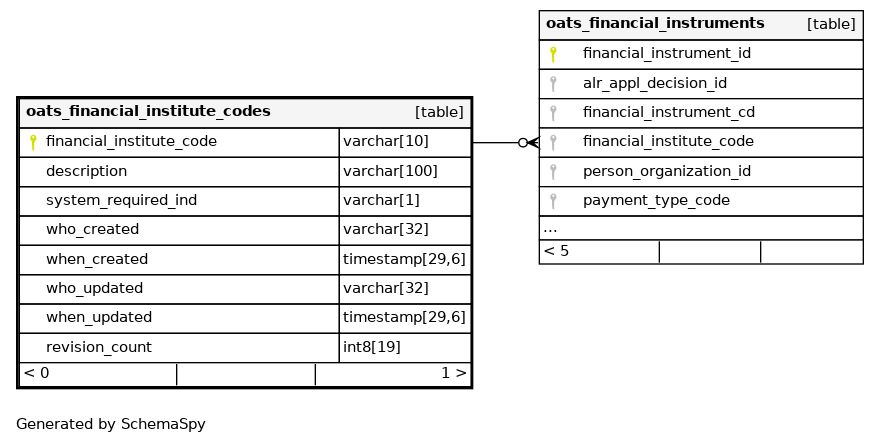 oats_financial_instruments [table]
financial_instrument_id
alr_appl_decision_id
financial_instrument_cd
financial_institute_code
person_organization_id
payment_type_code
...
< 5
oats_financial_institute_codes [table]
financial_institute_code varchar[10]
description varchar[100]
system_required_ind varchar[1]
who_created varchar[32]
when_created timestamp[29,6]
who_updated varchar[32]
when_updated timestamp[29,6]
revision_count int8[19]
< 0 1 >
Generated by SchemaSpy